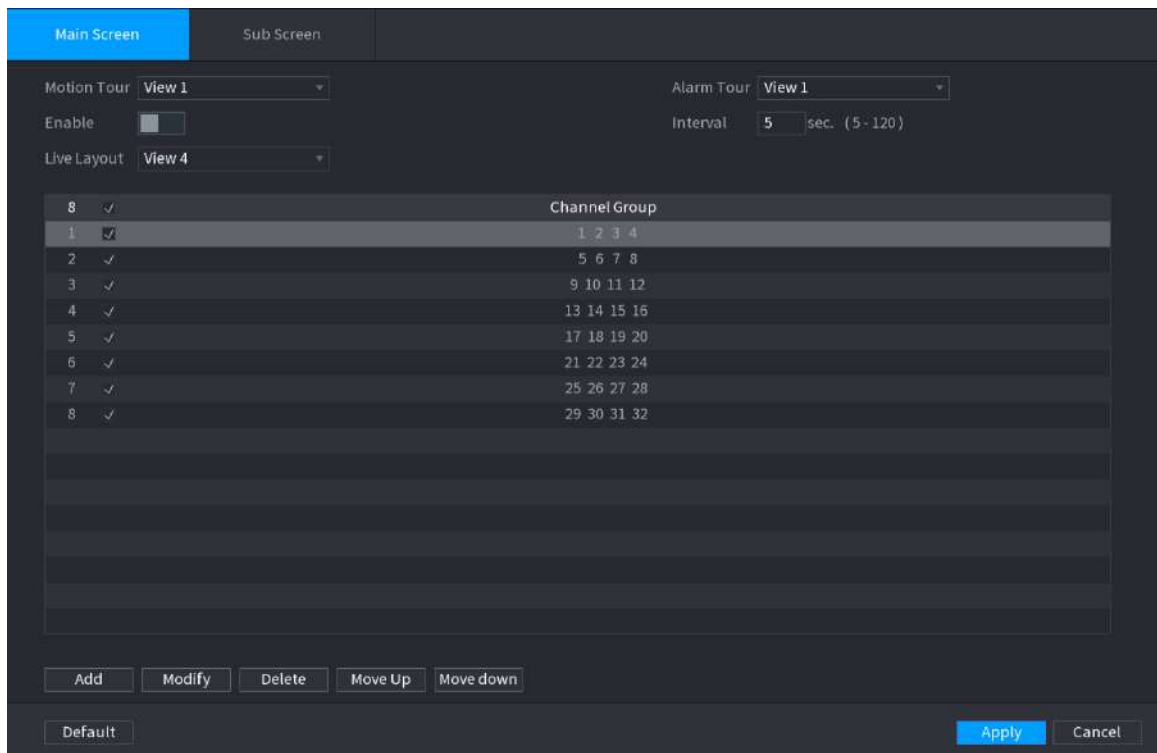 Main Screen Sub Screen
Motion Tour View 1 Alarm Tour View 1
Enable Interval 5 sec. (5-120)
Live Layout View 4
8 Channel Group
1 1 2 3 4
2 5 6 7 8
3 9 10 11 12
4 13 14 15 16
5 17 18 19 20
6 21 22 23 24
7 25 26 27 28
8 29 30 31 32
Add Modify Delete Move Up Move down
Default Apply Cancel